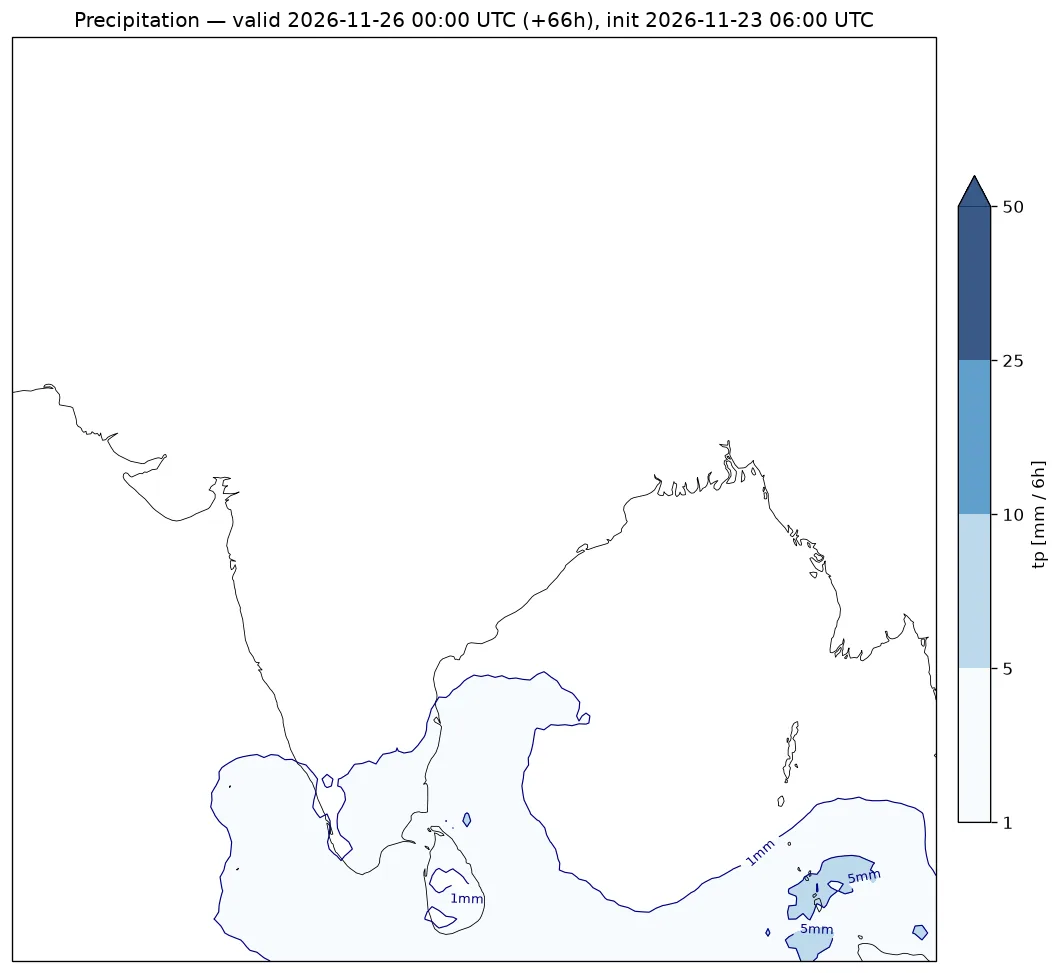 Precipitation — valid 2026-11-26 00:00 UTC (+66h), init 2026-11-23 06:00 UTC
50
25
10
5
1
tp [mm / 6h]
1mm
5mm
1mm
5mm